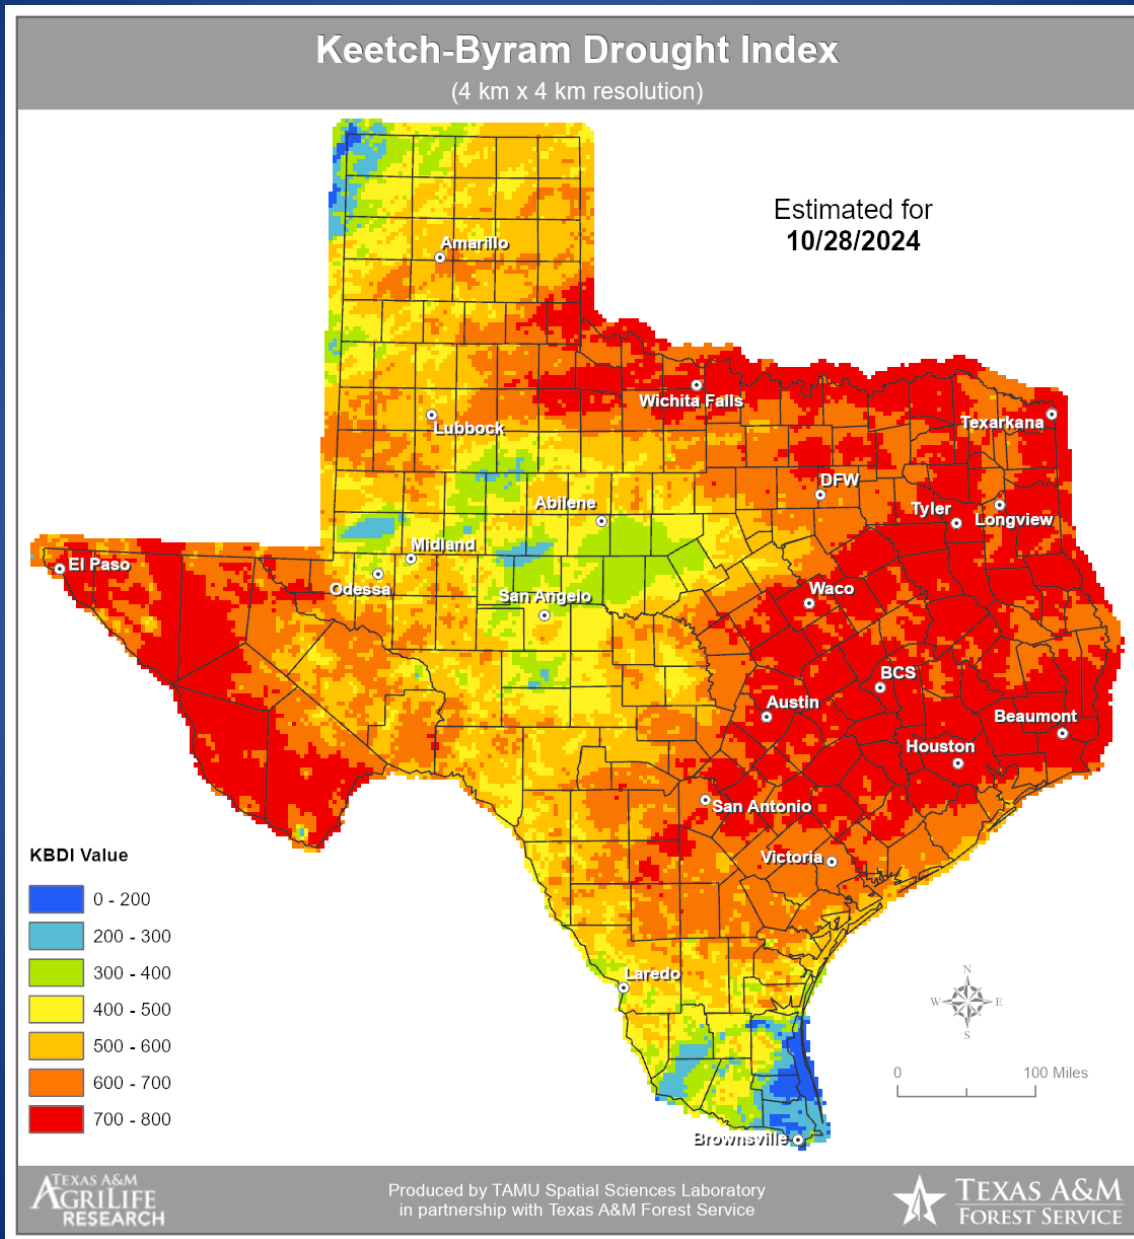 Keetch-Byram Drought Index
(4 km x 4 km resolution)
Estimated for
10/28/2024
Amarillo
Wichita Falls
Texarkana
Lubbock
DFW
Abilene
Tyler
Longview
Midland
El Paso
Odessa
San Angelo
Waco
BCS
Austin
Beaumont
Houston
San Antonio
Victoria
Laredo
Brownsville
KBDI Value
0 - 200
200 - 300
300 - 400
400 - 500
500 - 600
600 - 700
700 - 800
N
W
E
S
0
100 Miles
TEXAS A&M
AGRILIFE
RESEARCH
Produced by TAMU Spatial Sciences Laboratory
in partnership with Texas A&M Forest Service
TEXAS A&M
FOREST SERVICE